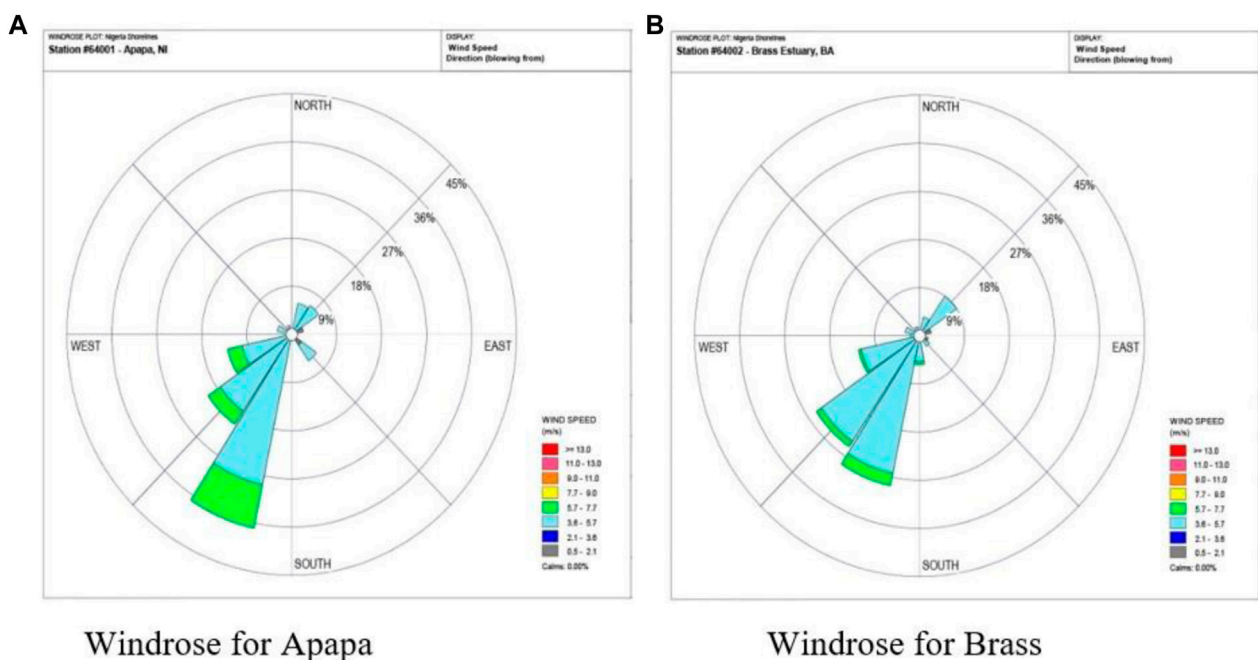 A
WINDROSE PLOT: Nigeria Shorelines
Station #64001 - Apapa, NI
DISPLAY:
Wind Speed
Direction (blowing from)
NORTH
45%
36%
27%
18%
9%
WEST
EAST
SOUTH
WIND SPEED
(m/s)
>= 13.0
11.0 - 13.0
9.0 - 11.0
7.7 - 9.0
5.7 - 7.7
3.6 - 5.7
2.1 - 3.6
0.5 - 2.1
Calms: 0.00%
Windrose for Apapa
B
WINDROSE PLOT: Nigeria Shorelines
Station #64002 - Brass Estuary, BA
DISPLAY:
Wind Speed
Direction (blowing from)
NORTH
45%
36%
27%
18%
9%
WEST
EAST
SOUTH
WIND SPEED
(m/s)
>= 13.0
11.0 - 13.0
9.0 - 11.0
7.7 - 9.0
5.7 - 7.7
3.6 - 5.7
2.1 - 3.6
0.5 - 2.1
Calms: 0.00%
Windrose for Brass